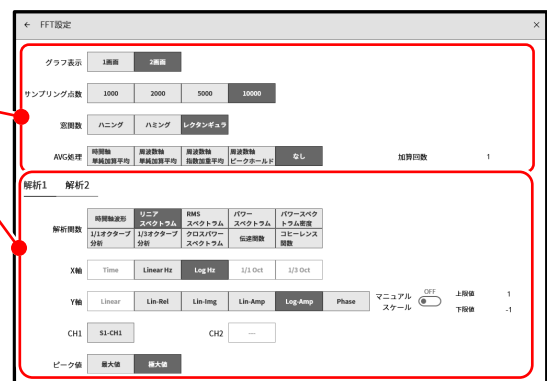 ← FFT設定 ×
グラフ表示 1画面 2画面
サンプリング点数 1000 2000 5000 10000
窓関数 ハニング ハミング レクタンギュラ
AVG処理 時間軸 単純加算平均 周波数軸 単純加算平均 周波数軸 指数加重平均 周波数軸 ピークホールド なし 加算回数 1
解析1 解析2
解析関数 時間軸波形 リニア スペクトラム RMS スペクトラム パワー スペクトラム パワースペク トラム密度
1/1オクターブ 分析 1/3オクターブ 分析 クロスパワー スペクトラム 伝達関数 コヒーレンス 関数
X軸 Time Linear Hz Log Hz 1/1 Oct 1/3 Oct
Y軸 Linear Lin-Rel Lin-Img Lin-Amp Log-Amp Phase マニュアル スケール OFF 上限値 1
下限値 -1
CH1 S1-CH1 CH2 —
ピーク値 最大値 極大値